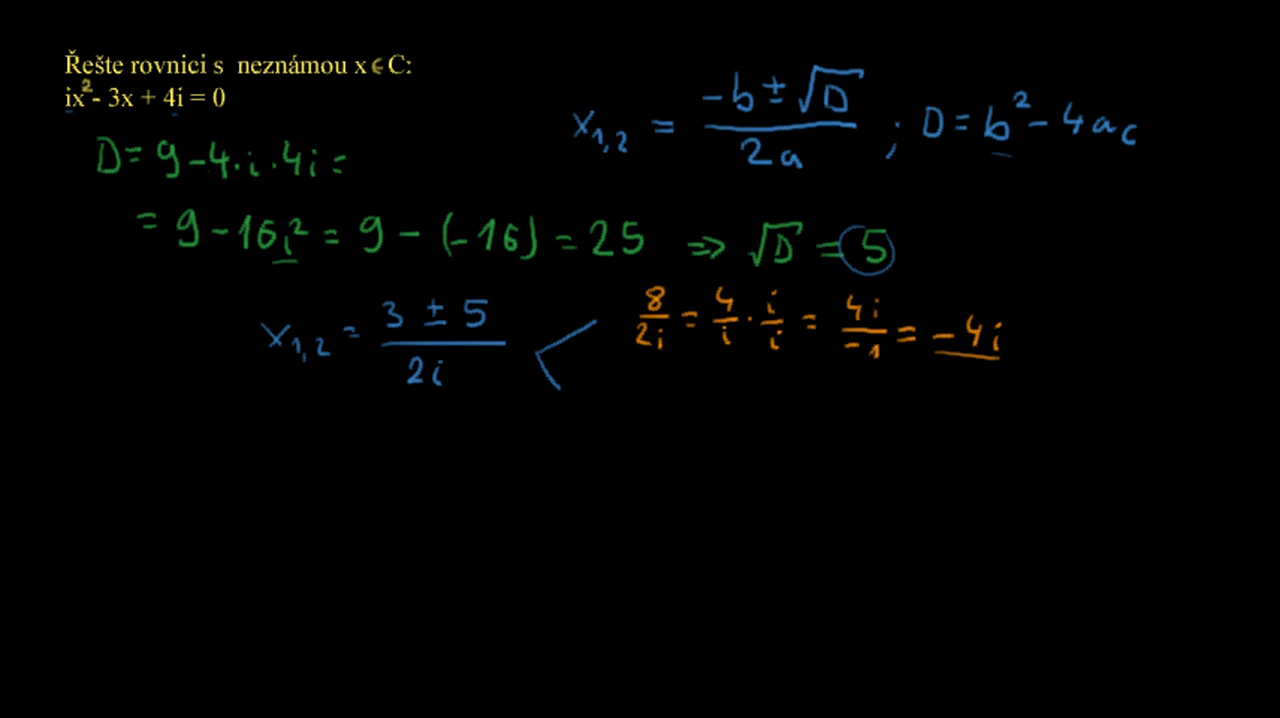 Řešte rovnici s neznámou x ∈ C:
ix² - 3x + 4i = 0
x₁,₂ = (-b ± √D) / 2a ; D = b² - 4ac
D = 9 - 4·i·4i =
= 9 - 16i² = 9 - (-16) = 25 ⇒ √D = 5
x₁,₂ = (3 ± 5) / 2i
8/2i = 4/i · i/i = 4i/-1 = -4i